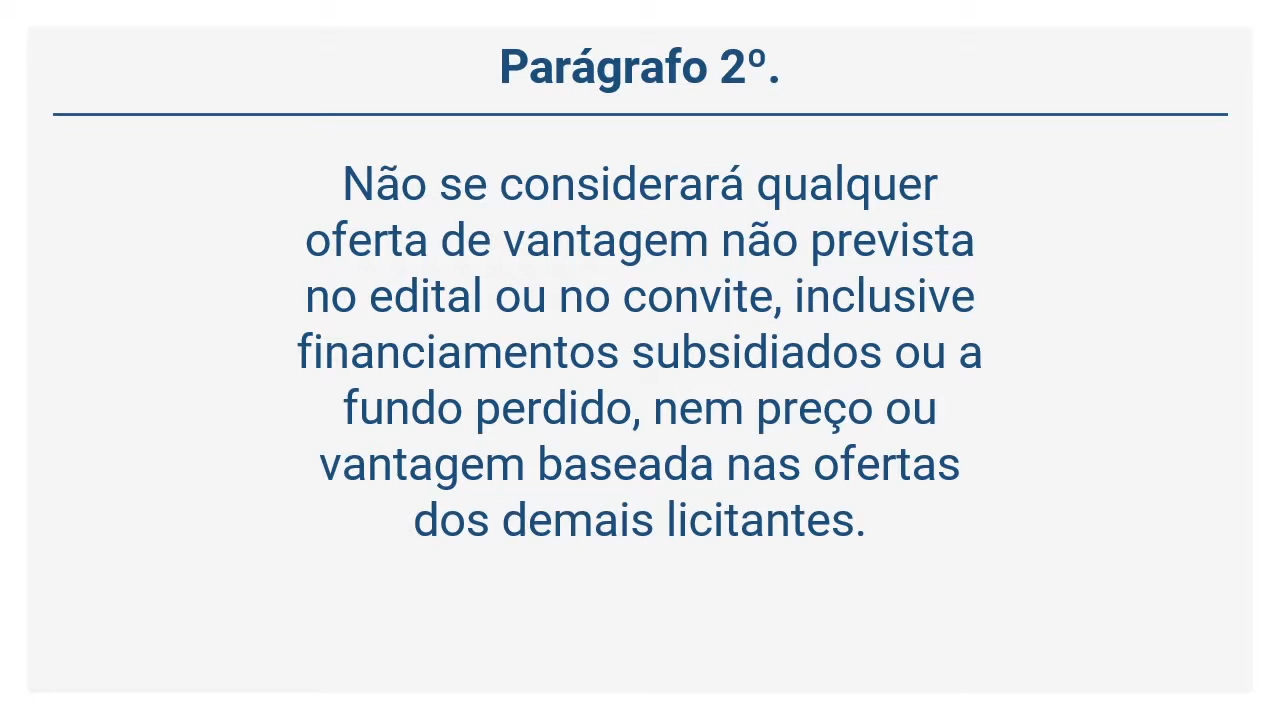 Parágrafo 2º.
Não se considerará qualquer
oferta de vantagem não prevista
no edital ou no convite, inclusive
financiamentos subsidiados ou a
fundo perdido, nem preço ou
vantagem baseada nas ofertas
dos demais licitantes.